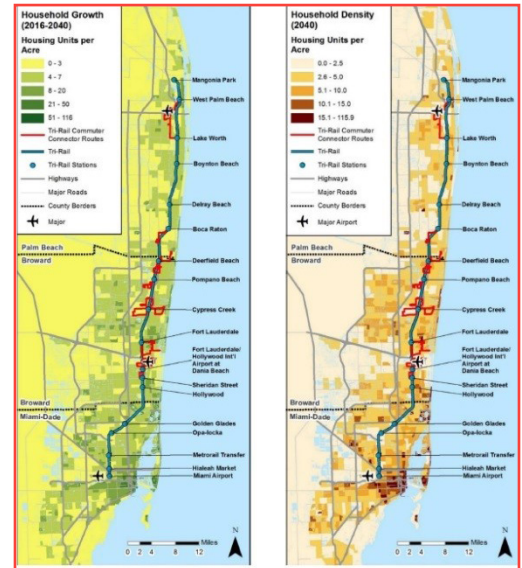 Household Growth
(2016-2040)
Housing Units per
Acre
0 - 3
4 - 7
8 - 20
21 - 50
51 - 116
Tri-Rail Commuter
Connector Routes
Tri-Rail
Tri-Rail Stations
Highways
Major Roads
County Borders
Major
Mangonia Park
West Palm Beach
Lake Worth
Boynton Beach
Delray Beach
Boca Raton
Palm Beach
Broward
Deerfield Beach
Pompano Beach
Cypress Creek
Fort Lauderdale
Fort Lauderdale/
Hollywood Int'l
Airport at
Dania Beach
Sheridan Street
Hollywood
Broward
Miami-Dade
Golden Glades
Opa-locka
Metrorail Transfer
Hialeah Market
Miami Airport
N
Miles
0 2 4 8 12
Household Density
(2040)
Housing Units per
Acre
0.0 - 2.5
2.6 - 5.0
5.1 - 10.0
10.1 - 15.0
15.1 - 115.9
Tri-Rail Commuter
Connector Routes
Tri-Rail
Tri-Rail Stations
Highways
Major Roads
County Borders
Major Airport
Mangonia Park
West Palm Beach
Lake Worth
Boynton Beach
Delray Beach
Boca Raton
Palm Beach
Broward
Deerfield Beach
Pompano Beach
Cypress Creek
Fort Lauderdale
Fort Lauderdale/
Hollywood Int'l
Airport at
Dania Beach
Sheridan Street
Hollywood
Broward
Miami-Dade
Golden Glades
Opa-locka
Metrorail Transfer
Hialeah Market
Miami Airport
N
Miles
0 2 4 8 12